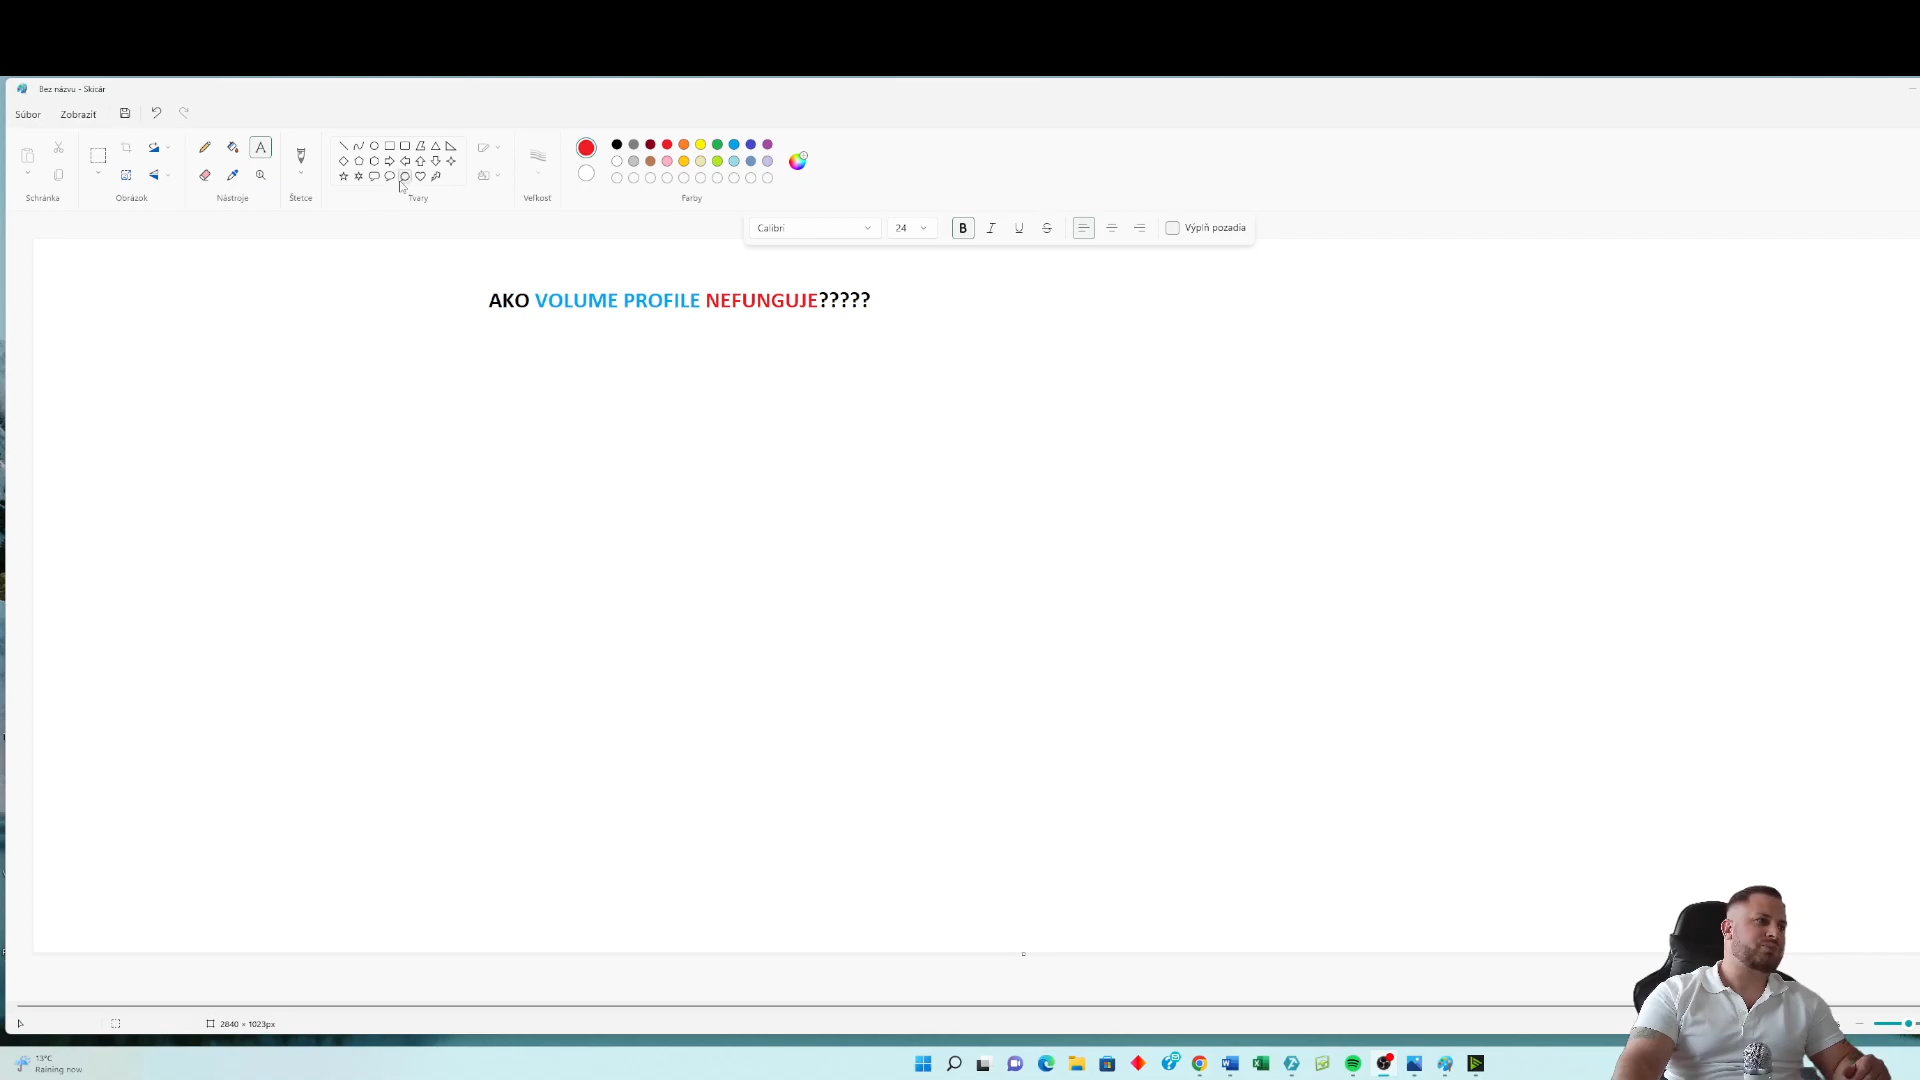 Bez názvu - Skicár
Súbor Zobraziť
Schránka Obrázok Nástroje Štetce Tvary Veľkosť Farby
Calibri 24 B I U S Výplň pozadia
AKO VOLUME PROFILE NEFUNGUJE?????
2840 × 1023px
13°C
Raining now